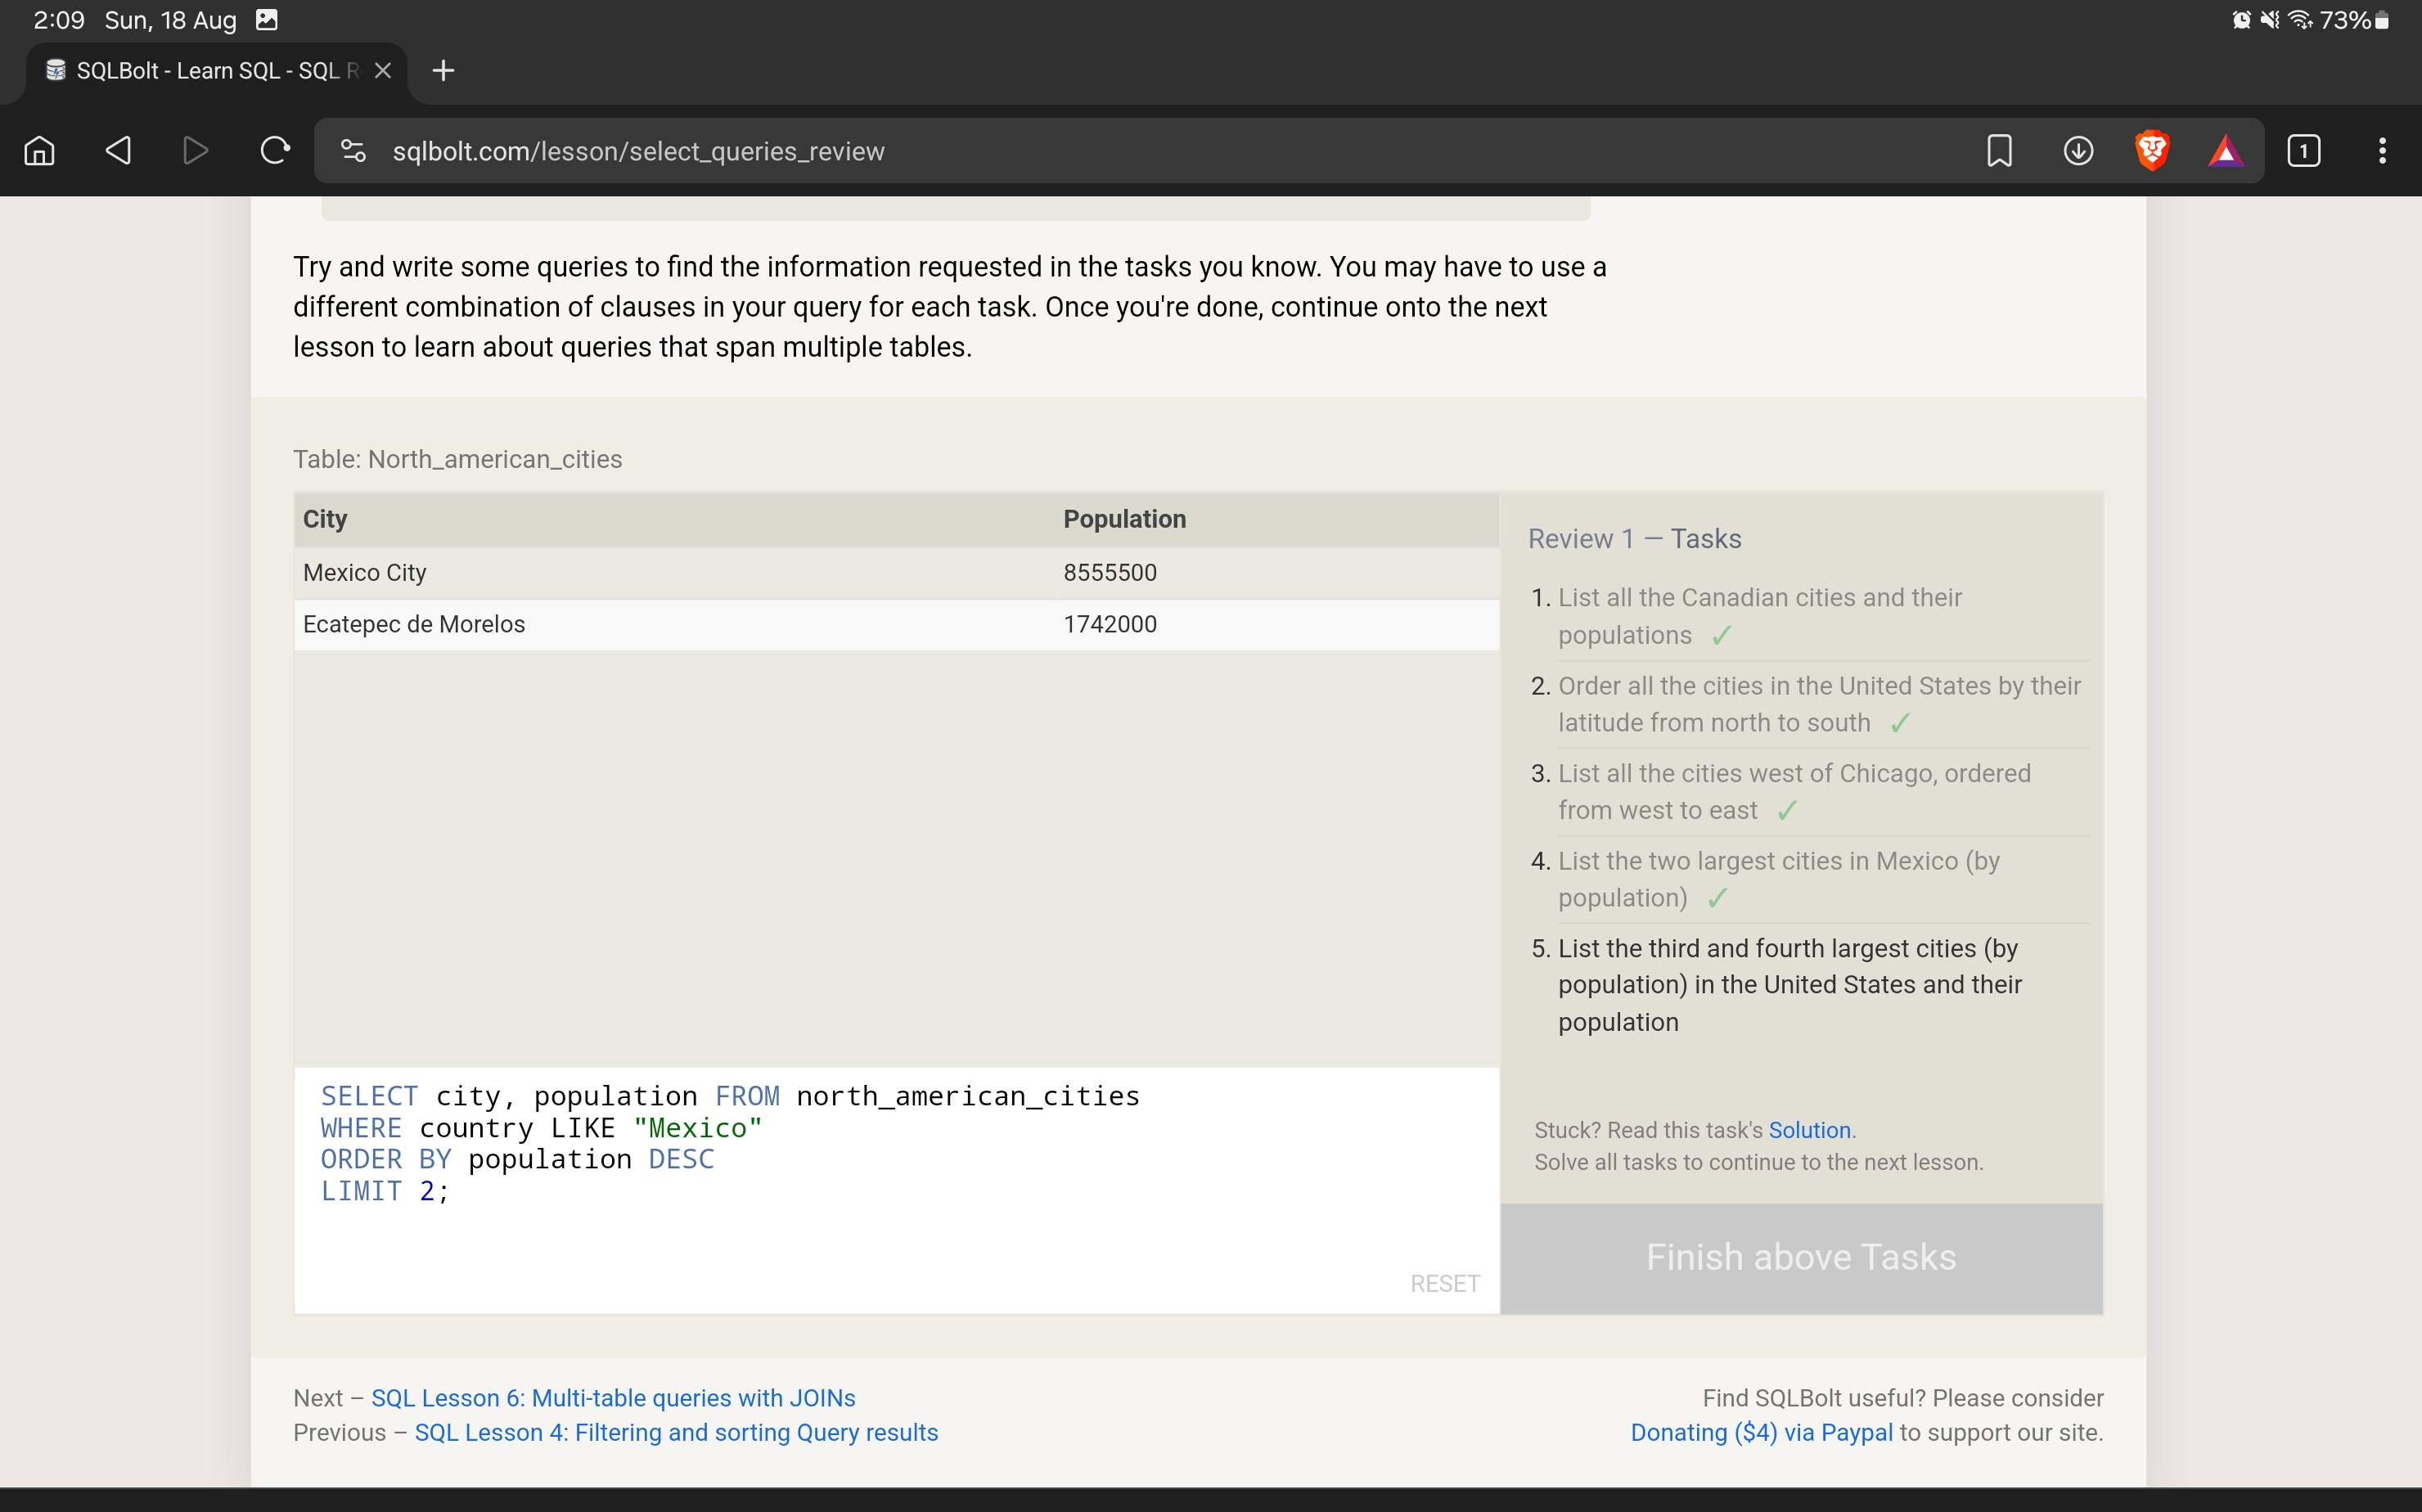 2:09 Sun, 18 Aug
73%
SQLBolt - Learn SQL - SQL R
sqlbolt.com/lesson/select_queries_review
1
Try and write some queries to find the information requested in the tasks you know. You may have to use a
different combination of clauses in your query for each task. Once you're done, continue onto the next
lesson to learn about queries that span multiple tables.
Table: North_american_cities
City Population
Mexico City 8555500
Ecatepec de Morelos 1742000
SELECT city, population FROM north_american_cities
WHERE country LIKE "Mexico"
ORDER BY population DESC
LIMIT 2;
RESET
Review 1 — Tasks
1. List all the Canadian cities and their
populations ✓
2. Order all the cities in the United States by their
latitude from north to south ✓
3. List all the cities west of Chicago, ordered
from west to east ✓
4. List the two largest cities in Mexico (by
population) ✓
5. List the third and fourth largest cities (by
population) in the United States and their
population
Stuck? Read this task's Solution.
Solve all tasks to continue to the next lesson.
Finish above Tasks
Next – SQL Lesson 6: Multi-table queries with JOINs
Previous – SQL Lesson 4: Filtering and sorting Query results
Find SQLBolt useful? Please consider
Donating ($4) via Paypal to support our site.